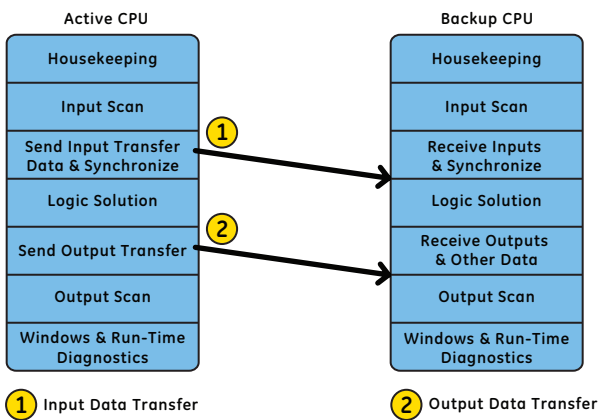 Active CPU
Housekeeping
Input Scan
Send Input Transfer
Data & Synchronize
Logic Solution
Send Output Transfer
Output Scan
Windows & Run-Time
Diagnostics
1
2
Backup CPU
Housekeeping
Input Scan
Receive Inputs
& Synchronize
Logic Solution
Receive Outputs
& Other Data
Output Scan
Windows & Run-Time
Diagnostics
1 Input Data Transfer
2 Output Data Transfer